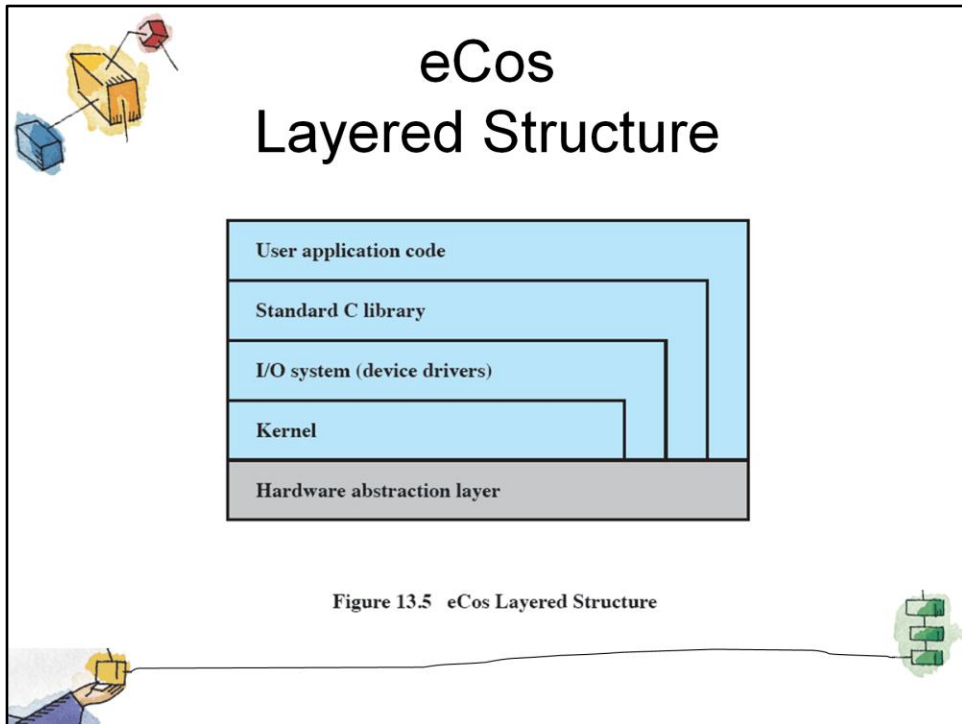 eCos
Layered Structure
User application code
Standard C library
I/O system (device drivers)
Kernel
Hardware abstraction layer
Figure 13.5 eCos Layered Structure